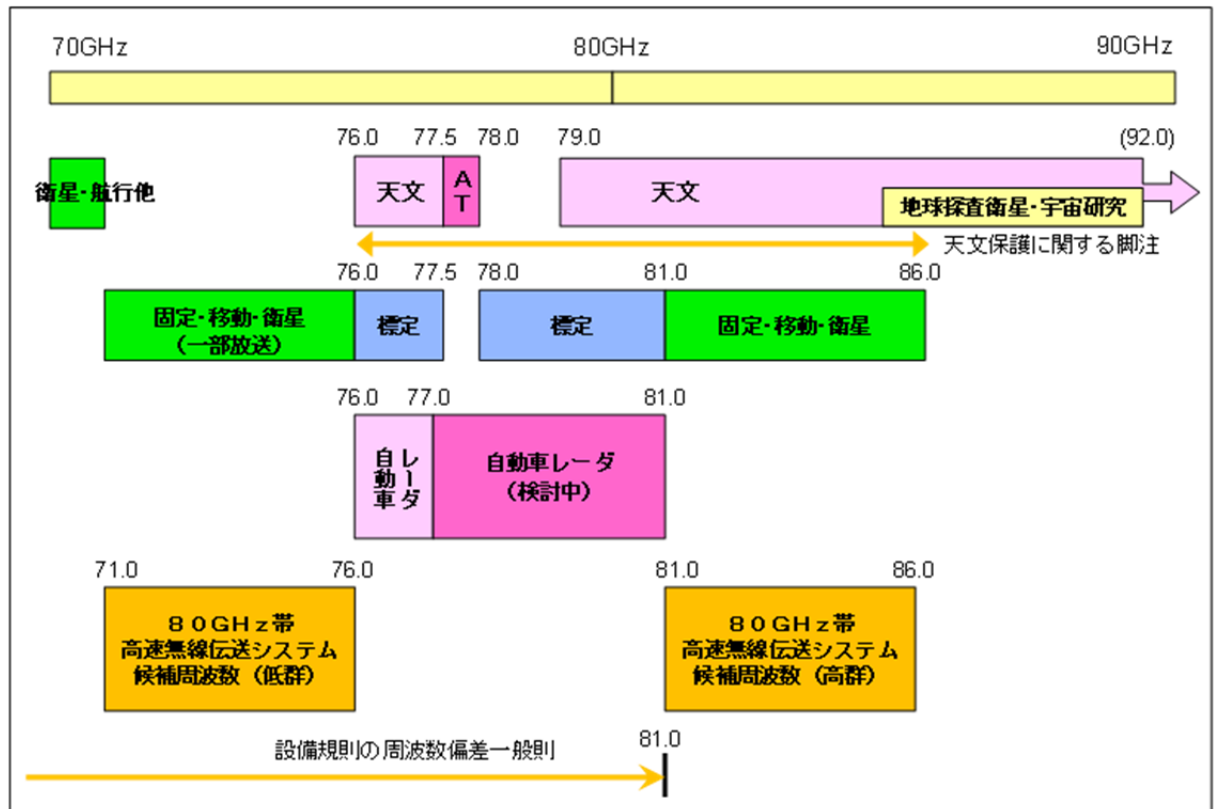 70GHz 80GHz 90GHz
76.0 77.5 78.0 79.0 (92.0)
衛星・航行他
天文
AT
天文
地球探査衛星・宇宙研究
天文保護に関する脚注
76.0 77.5 78.0 81.0 86.0
固定・移動・衛星
(一部放送)
標定
標定
固定・移動・衛星
76.0 77.0 81.0
自動車
レーダ
自動車レーダ
(検討中)
71.0 76.0 81.0 86.0
80GHz帯
高速無線伝送システム
候補周波数(低群)
80GHz帯
高速無線伝送システム
候補周波数(高群)
設備規則の周波数偏差一般則
81.0